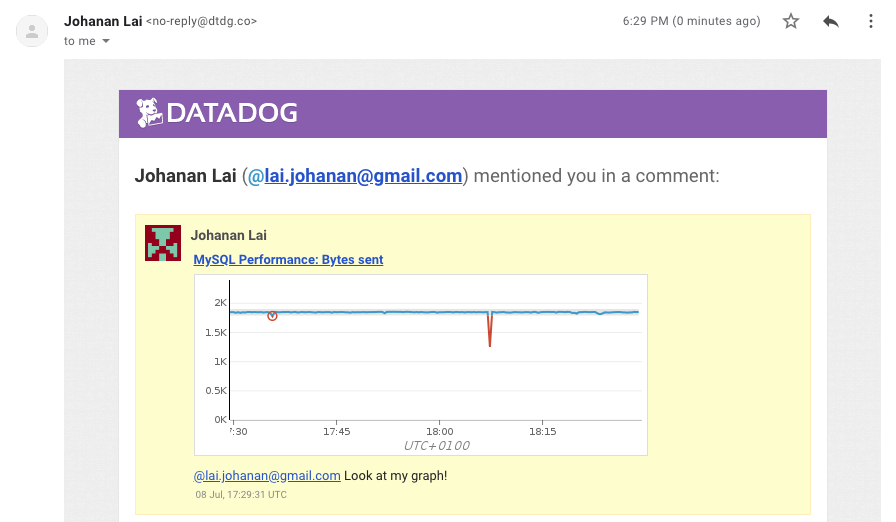 Johanan Lai <no-reply@dtdg.co> 6:29 PM (0 minutes ago)
to me
DATADOG
Johanan Lai (@lai.johanan@gmail.com) mentioned you in a comment:
Johanan Lai
MySQL Performance: Bytes sent
2K
1.5K
1K
0.5K
0K
7:30 17:45 18:00 18:15
UTC+0100
@lai.johanan@gmail.com Look at my graph!
08 Jul, 17:29:31 UTC